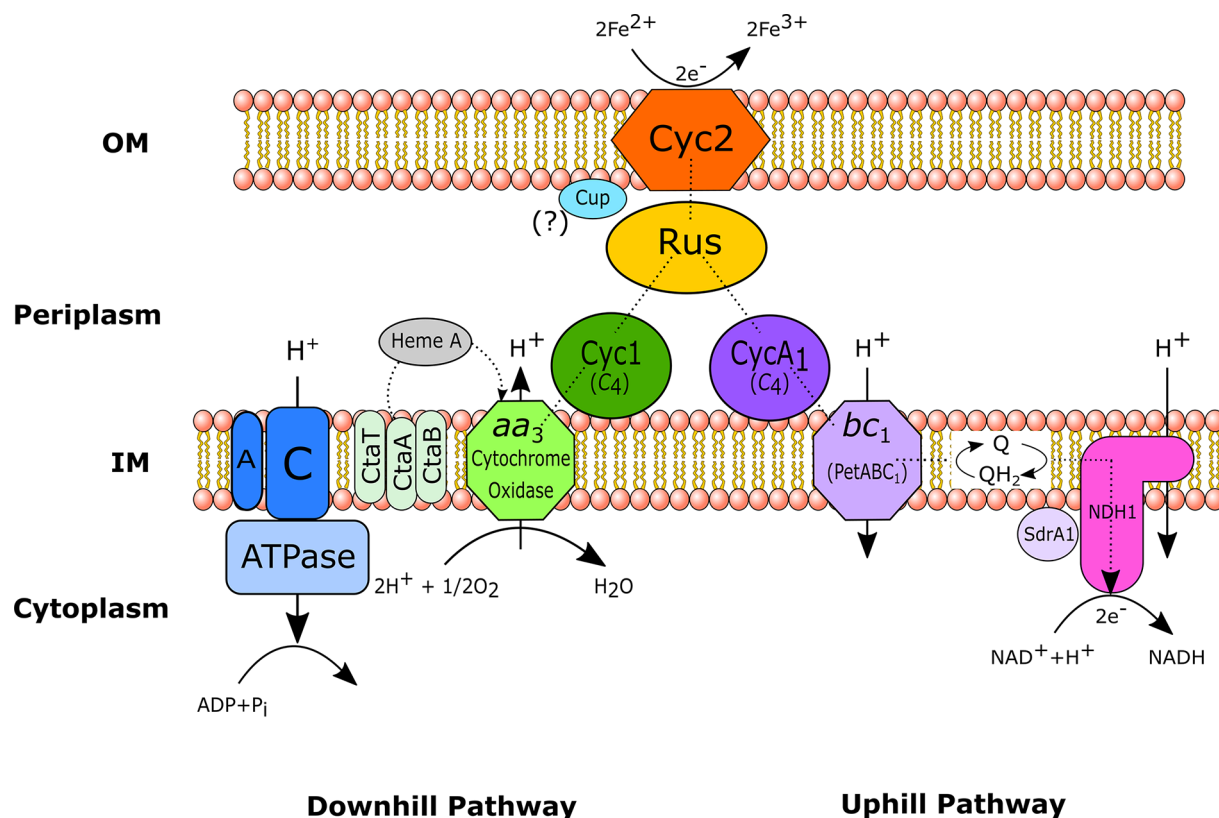 2Fe2+ 2Fe3+
2e-
OM
Cyc2
Cup
(?)
Rus
Periplasm
H+
Heme A
H+
Cyc1
(C4)
CycA1
(C4)
H+
H+
IM
A
C
CtaT
CtaA
CtaB
aa3
Cytochrome
Oxidase
bc1
(PetABC1)
Q
QH2
NDH1
SdrA1
ATPase
Cytoplasm
2H+ + 1/2O2
H2O
2e-
NAD+ +H+
NADH
ADP+Pi
Downhill Pathway
Uphill Pathway